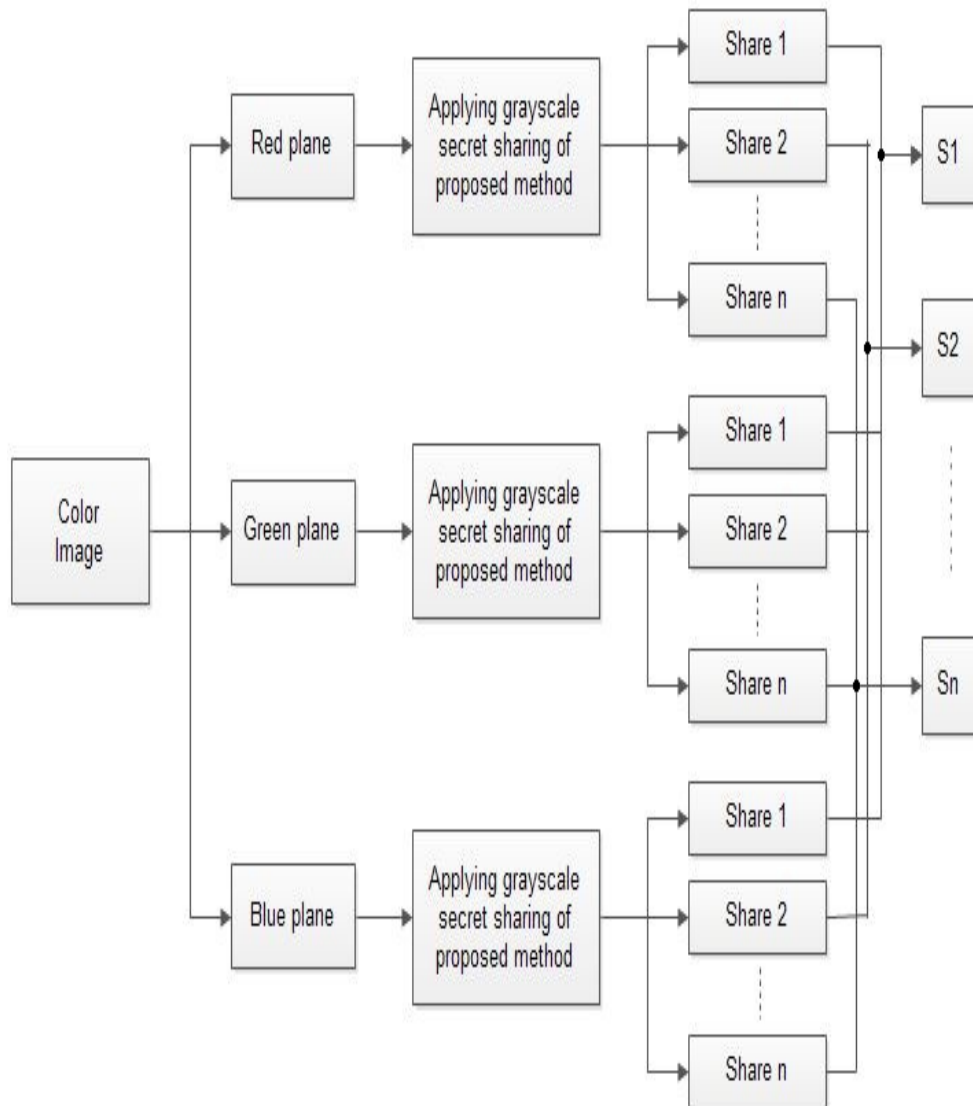 Color
Image
Red plane
Applying grayscale
secret sharing of
proposed method
Share 1
Share 2
Share n
Green plane
Applying grayscale
secret sharing of
proposed method
Share 1
Share 2
Share n
Blue plane
Applying grayscale
secret sharing of
proposed method
Share 1
Share 2
Share n
S1
S2
Sn